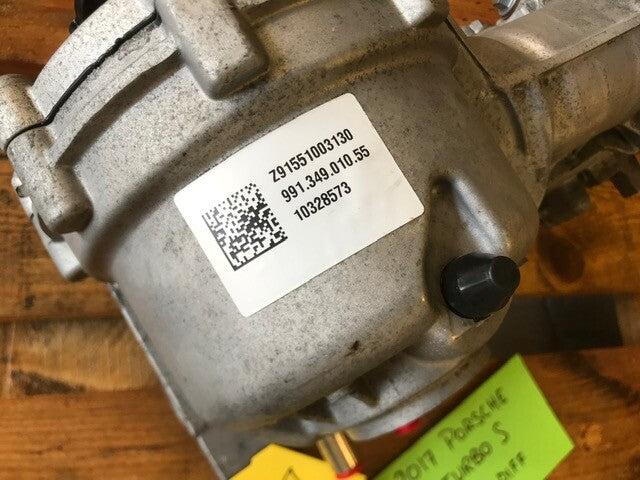 Z91551003130
991.349.010.55
10328573
2017 PORSCHE
TURBO S
DIFF